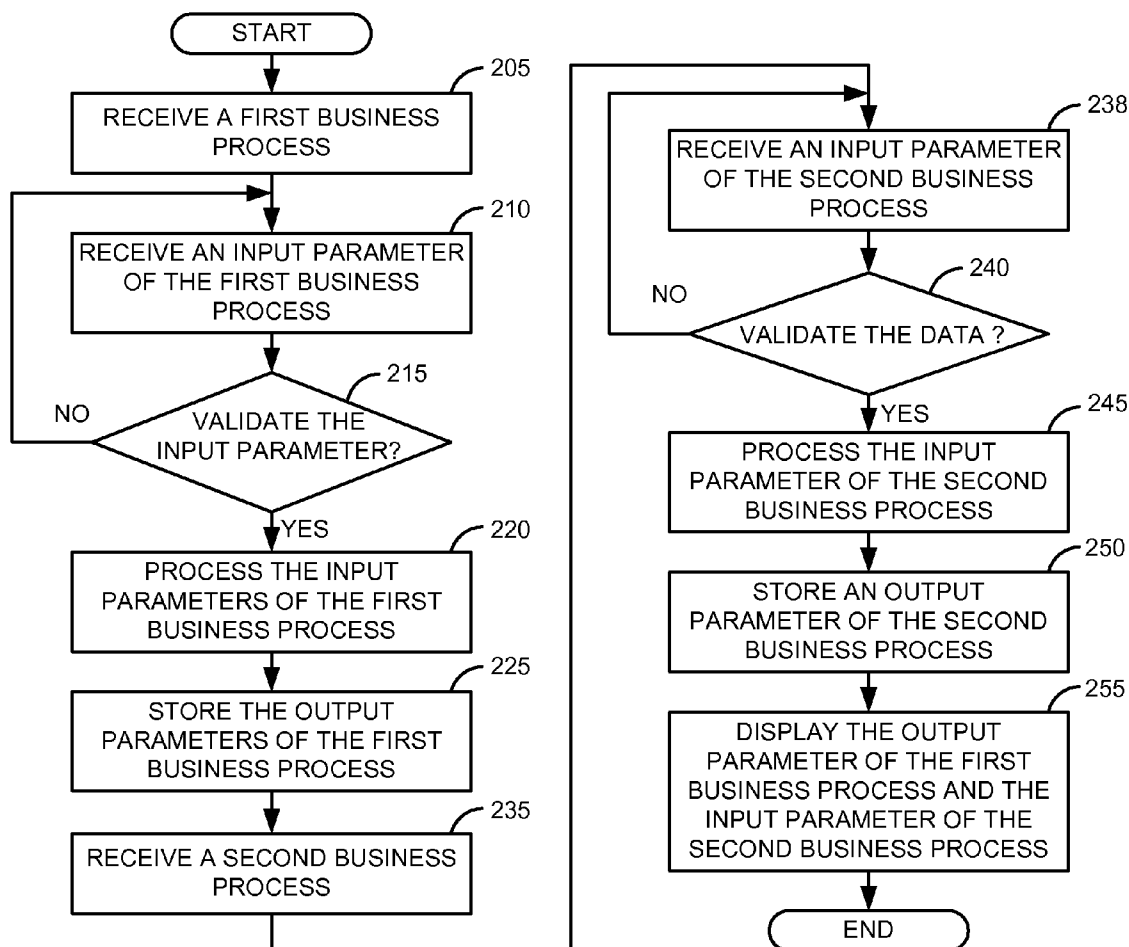 START
205
RECEIVE A FIRST BUSINESS
PROCESS
210
RECEIVE AN INPUT PARAMETER
OF THE FIRST BUSINESS
PROCESS
215
NO
VALIDATE THE
INPUT PARAMETER?
YES
220
PROCESS THE INPUT
PARAMETERS OF THE FIRST
BUSINESS PROCESS
225
STORE THE OUTPUT
PARAMETERS OF THE FIRST
BUSINESS PROCESS
235
RECEIVE A SECOND BUSINESS
PROCESS
238
RECEIVE AN INPUT PARAMETER
OF THE SECOND BUSINESS
PROCESS
240
NO
VALIDATE THE DATA ?
YES
245
PROCESS THE INPUT
PARAMETER OF THE SECOND
BUSINESS PROCESS
250
STORE AN OUTPUT
PARAMETER OF THE SECOND
BUSINESS PROCESS
255
DISPLAY THE OUTPUT
PARAMETER OF THE FIRST
BUSINESS PROCESS AND THE
INPUT PARAMETER OF THE
SECOND BUSINESS PROCESS
END